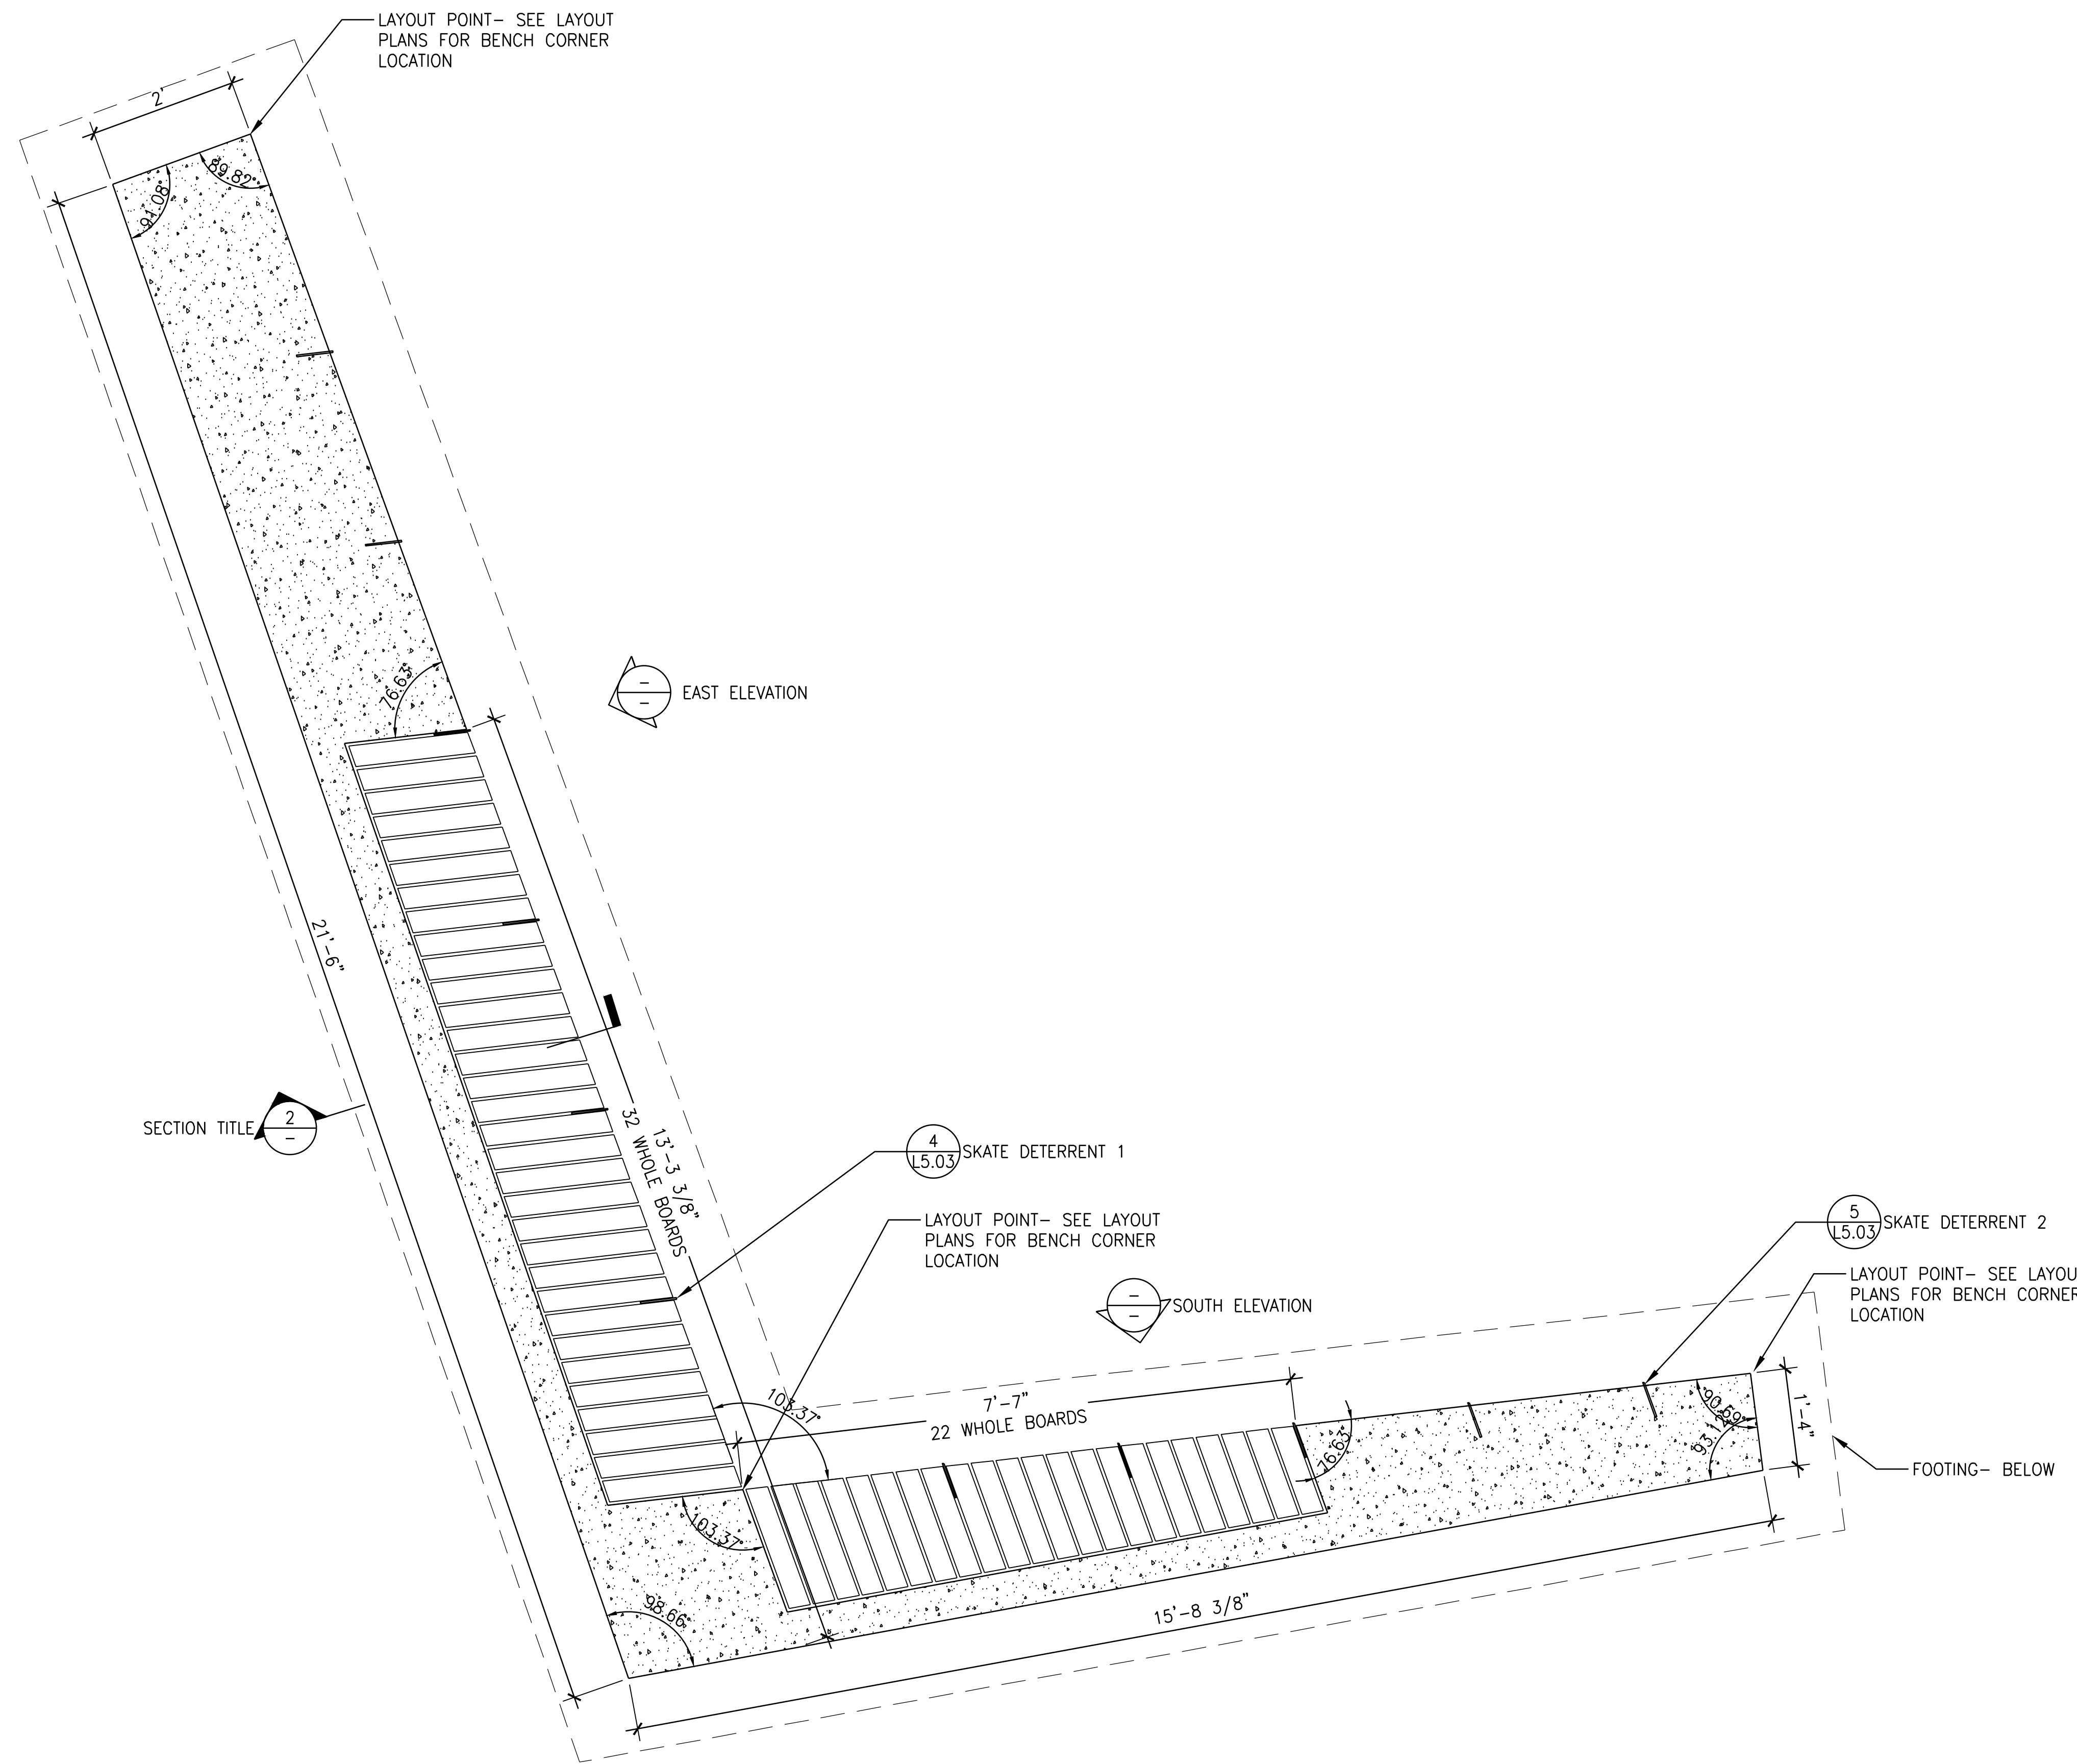 LAYOUT POINT– SEE LAYOUT
PLANS FOR BENCH CORNER
LOCATION
2'
89.82°
91.08°
76.63°
–
–
EAST ELEVATION
21'–6"
SECTION TITLE
2
–
13'–3 3/8"
32 WHOLE BOARDS
4
L5.03
SKATE DETERRENT 1
LAYOUT POINT– SEE LAYOUT
PLANS FOR BENCH CORNER
LOCATION
5
L5.03
SKATE DETERRENT 2
–
–
SOUTH ELEVATION
LAYOUT POINT– SEE LAYOU
PLANS FOR BENCH CORNER
LOCATION
103.37°
7'–7"
22 WHOLE BOARDS
76.63°
90.59°
93.12°
1'–4"
FOOTING– BELOW
103.37°
98.66°
15'–8 3/8"